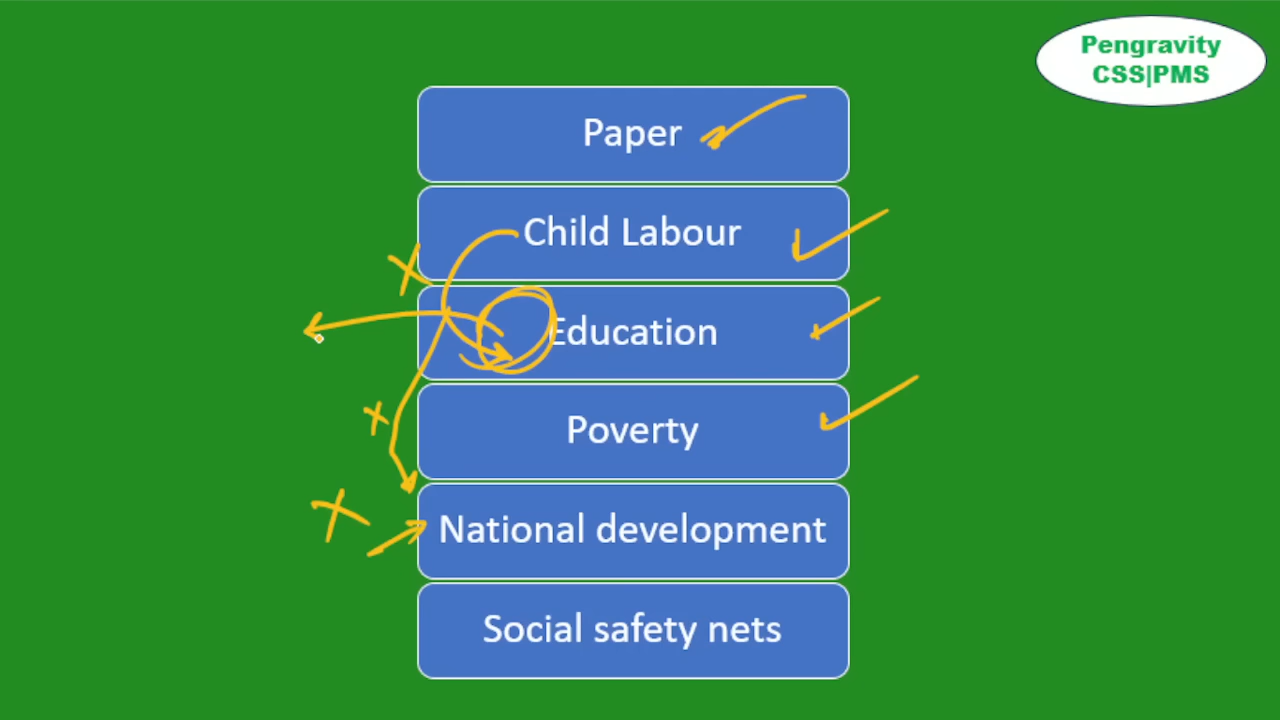 Pengravity
CSS|PMS
Paper
Child Labour
Education
Poverty
National development
Social safety nets